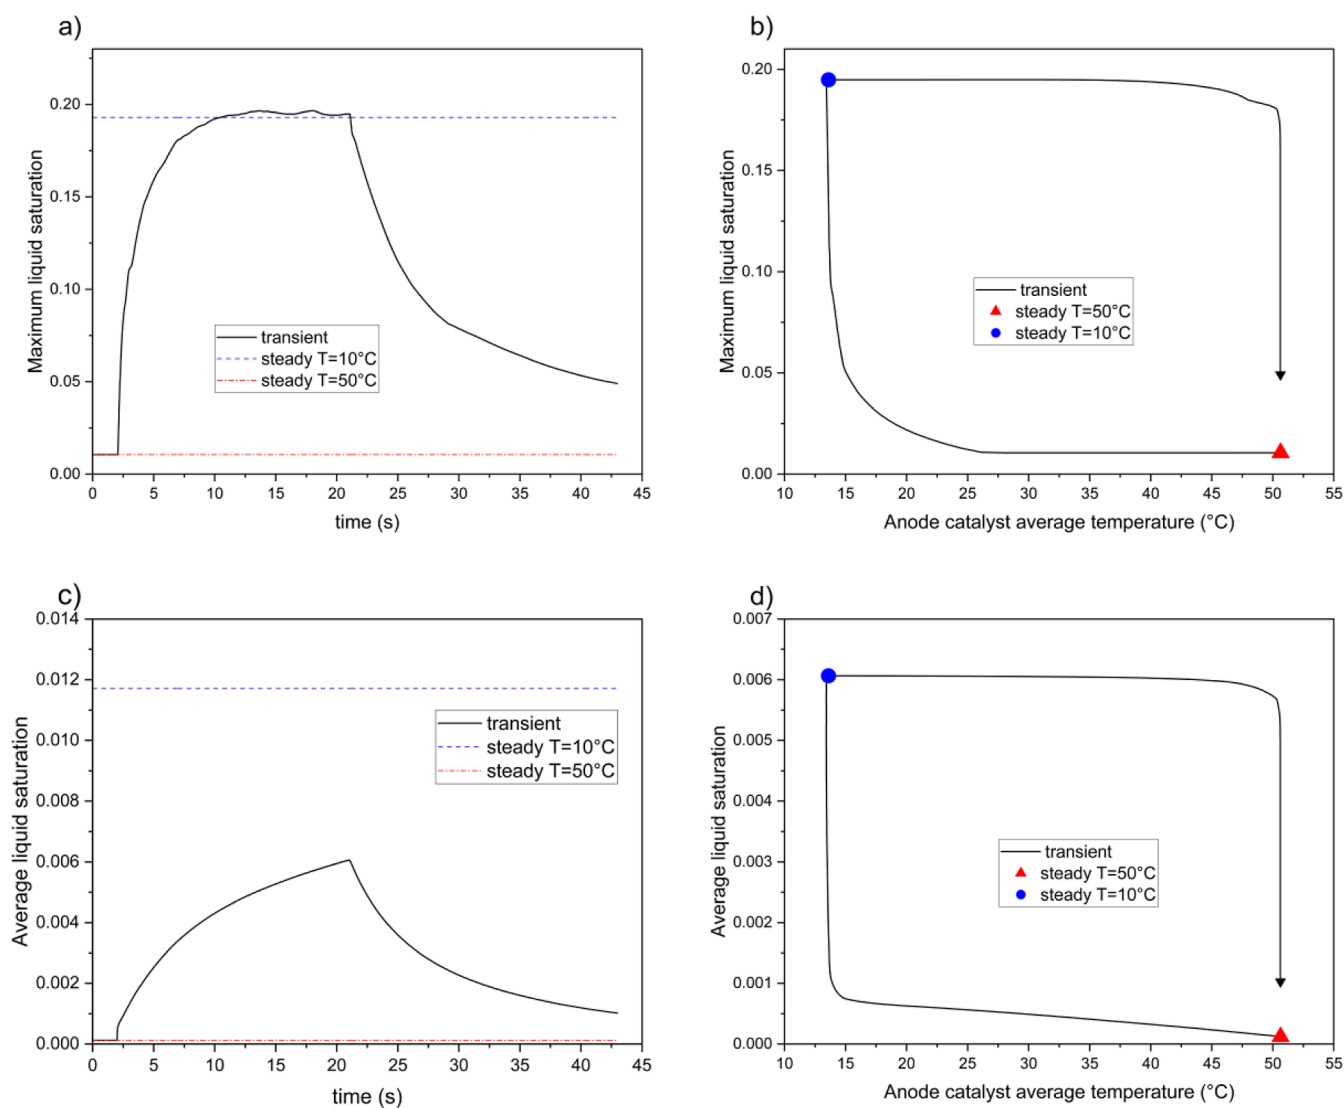 a)
Maximum liquid saturation
0.20
0.15
0.10
0.05
0.00
transient
steady T=10°C
steady T=50°C
0 5 10 15 20 25 30 35 40 45
time (s)
b)
Maximum liquid saturation
0.20
0.15
0.10
0.05
0.00
transient
steady T=50°C
steady T=10°C
10 15 20 25 30 35 40 45 50 55
Anode catalyst average temperature (°C)
c)
Average liquid saturation
0.014
0.012
0.010
0.008
0.006
0.004
0.002
0.000
transient
steady T=10°C
steady T=50°C
0 5 10 15 20 25 30 35 40 45
time (s)
d)
Average liquid saturation
0.007
0.006
0.005
0.004
0.003
0.002
0.001
0.000
transient
steady T=50°C
steady T=10°C
10 15 20 25 30 35 40 45 50 55
Anode catalyst average temperature (°C)